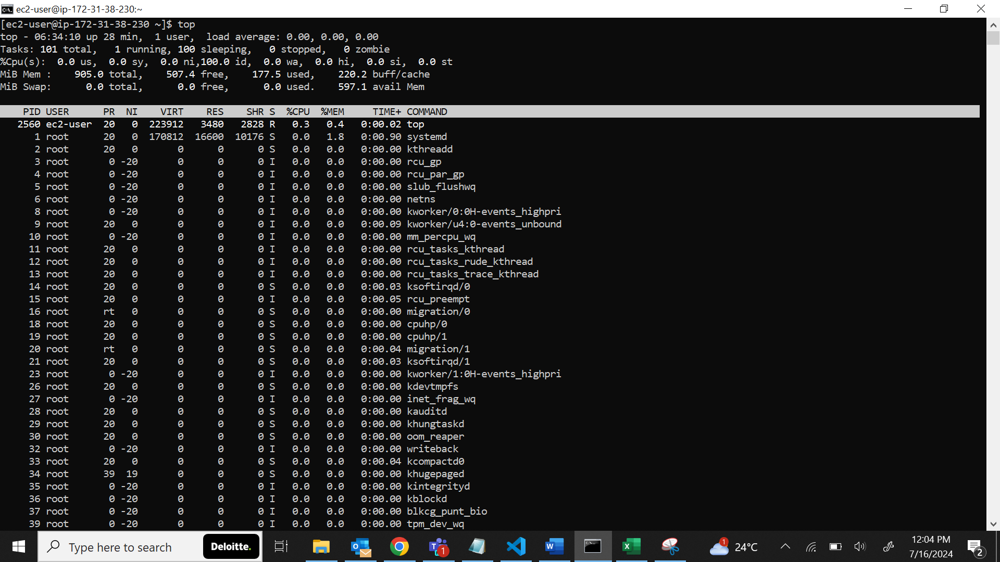 ec2-user@ip-172-31-38-230:~
[ec2-user@ip-172-31-38-230 ~]$ top
top - 06:34:10 up 28 min,  1 user,  load average: 0.00, 0.00, 0.00
Tasks: 101 total,   1 running, 100 sleeping,   0 stopped,   0 zombie
%Cpu(s):  0.0 us,  0.0 sy,  0.0 ni,100.0 id,  0.0 wa,  0.0 hi,  0.0 si,  0.0 st
MiB Mem :    905.0 total,    507.4 free,    177.5 used,    220.2 buff/cache
MiB Swap:      0.0 total,      0.0 free,      0.0 used.    597.1 avail Mem
PID USER      PR  NI    VIRT    RES    SHR S  %CPU  %MEM     TIME+ COMMAND
2560 ec2-user  20   0  223912   3480   2828 R   0.3   0.4   0:00.02 top
1 root      20   0  170812  16600  10176 S   0.0   1.8   0:00.90 systemd
2 root      20   0       0      0      0 S   0.0   0.0   0:00.00 kthreadd
3 root       0 -20       0      0      0 I   0.0   0.0   0:00.00 rcu_gp
4 root       0 -20       0      0      0 I   0.0   0.0   0:00.00 rcu_par_gp
5 root       0 -20       0      0      0 I   0.0   0.0   0:00.00 slub_flushwq
6 root       0 -20       0      0      0 I   0.0   0.0   0:00.00 netns
8 root       0 -20       0      0      0 I   0.0   0.0   0:00.00 kworker/0:0H-events_highpri
9 root      20   0       0      0      0 I   0.0   0.0   0:00.09 kworker/u4:0-events_unbound
10 root       0 -20       0      0      0 I   0.0   0.0   0:00.00 mm_percpu_wq
11 root      20   0       0      0      0 I   0.0   0.0   0:00.00 rcu_tasks_kthread
12 root      20   0       0      0      0 I   0.0   0.0   0:00.00 rcu_tasks_rude_kthread
13 root      20   0       0      0      0 I   0.0   0.0   0:00.00 rcu_tasks_trace_kthread
14 root      20   0       0      0      0 S   0.0   0.0   0:00.03 ksoftirqd/0
15 root      20   0       0      0      0 I   0.0   0.0   0:00.05 rcu_preempt
16 root      rt   0       0      0      0 S   0.0   0.0   0:00.00 migration/0
18 root      20   0       0      0      0 S   0.0   0.0   0:00.00 cpuhp/0
19 root      20   0       0      0      0 S   0.0   0.0   0:00.00 cpuhp/1
20 root      rt   0       0      0      0 S   0.0   0.0   0:00.04 migration/1
21 root      20   0       0      0      0 S   0.0   0.0   0:00.03 ksoftirqd/1
23 root       0 -20       0      0      0 I   0.0   0.0   0:00.00 kworker/1:0H-events_highpri
26 root      20   0       0      0      0 S   0.0   0.0   0:00.00 kdevtmpfs
27 root       0 -20       0      0      0 I   0.0   0.0   0:00.00 inet_frag_wq
28 root      20   0       0      0      0 S   0.0   0.0   0:00.00 kauditd
29 root      20   0       0      0      0 S   0.0   0.0   0:00.00 khungtaskd
30 root      20   0       0      0      0 S   0.0   0.0   0:00.00 oom_reaper
32 root       0 -20       0      0      0 I   0.0   0.0   0:00.00 writeback
33 root      20   0       0      0      0 S   0.0   0.0   0:00.04 kcompactd0
34 root      39  19       0      0      0 S   0.0   0.0   0:00.00 khugepaged
35 root       0 -20       0      0      0 I   0.0   0.0   0:00.00 kintegrityd
36 root       0 -20       0      0      0 I   0.0   0.0   0:00.00 kblockd
37 root       0 -20       0      0      0 I   0.0   0.0   0:00.00 blkcg_punt_bio
39 root       0 -20       0      0      0 I   0.0   0.0   0:00.00 tpm_dev_wq
Type here to search
Deloitte.
1
1
24°C
12:04 PM
7/16/2024
2